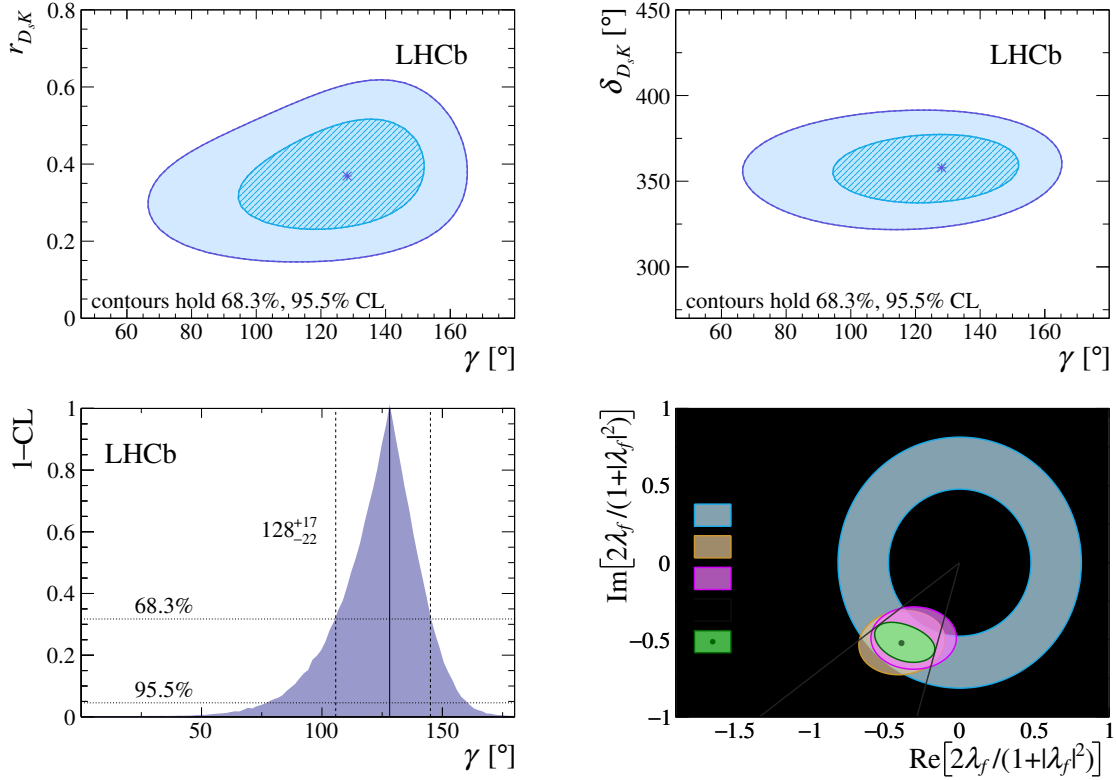 r_{D_sK}
0.8
0.6
0.4
0.2
0
LHCb
contours hold 68.3%, 95.5% CL
60 80 100 120 140 160
γ [°]
δ_{D_sK} [°]
450
400
350
300
LHCb
contours hold 68.3%, 95.5% CL
60 80 100 120 140 160
γ [°]
1–CL
1
0.8
0.6
0.4
0.2
0
LHCb
128^{+17}_{−22}
68.3%
95.5%
50 100 150
γ [°]
Im[2λ_f/(1+|λ_f|²)]
1
0.5
0
−0.5
−1
−1.5 −1 −0.5 0 0.5 1
Re[2λ_f/(1+|λ_f|²)]